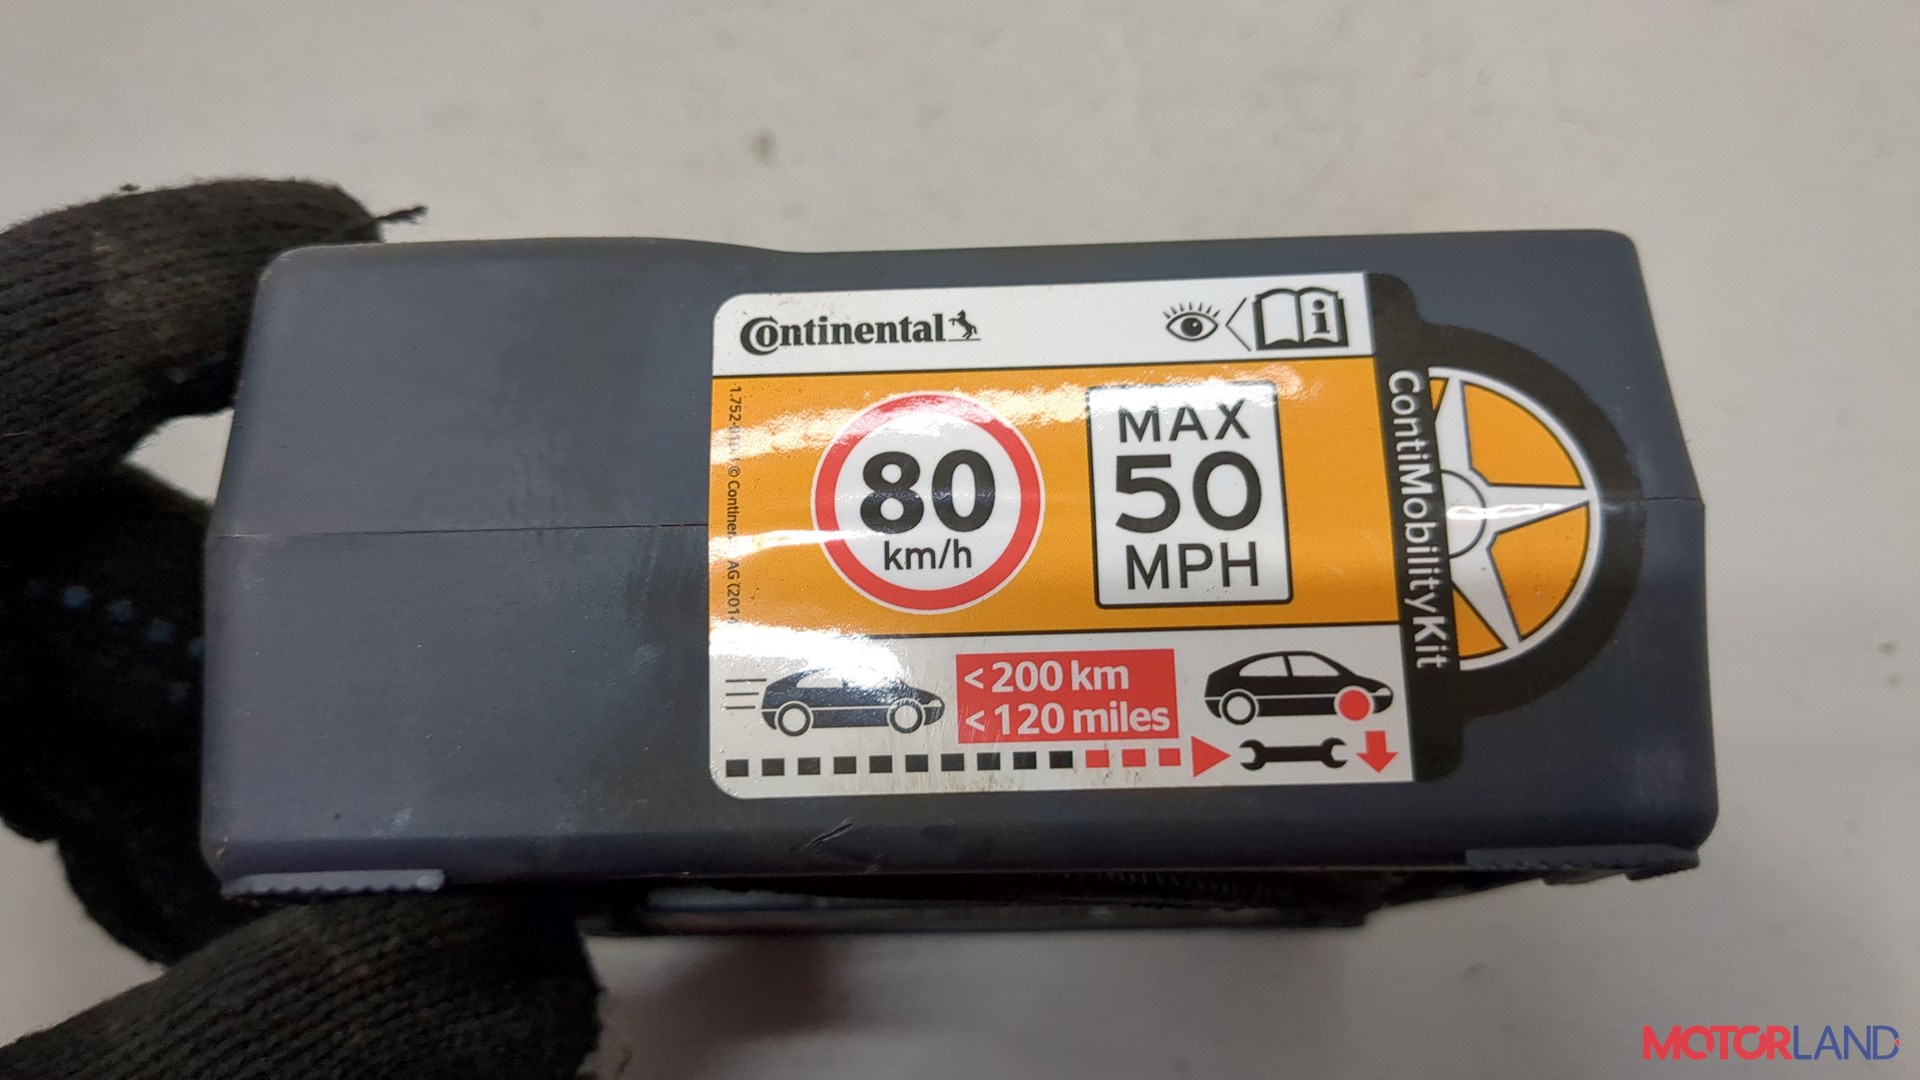 Continental
i
80
km/h
MAX
50
MPH
ContiMobilityKit
< 200 km
< 120 miles
MOTORLAND